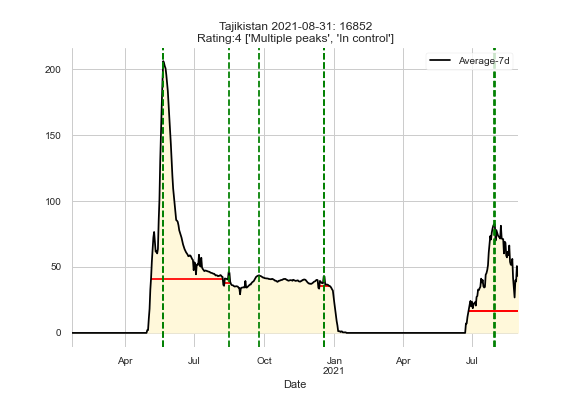 Tajikistan 2021-08-31: 16852
Rating:4 ['Multiple peaks', 'In control']
Average-7d
200
150
100
50
0
Apr Jul Oct Jan Apr Jul
2021
Date